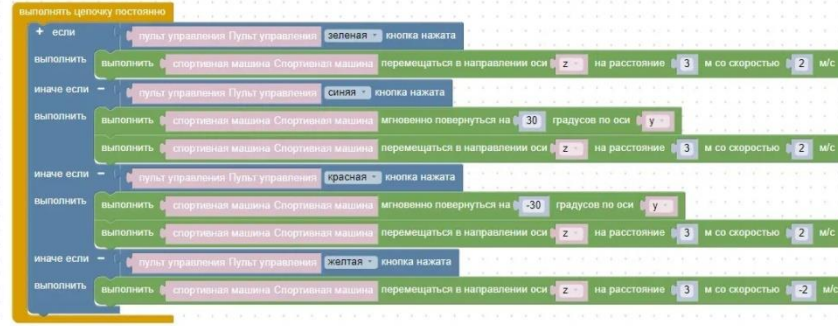 выполнять цепочку постоянно
+ если пульт управления Пульт управления зеленая кнопка нажата
выполнить выполнить спортивная машина Спортивная машина перемещаться в направлении оси z на расстояние 3 м со скоростью 2 м/с
иначе если − пульт управления Пульт управления синяя кнопка нажата
выполнить выполнить спортивная машина Спортивная машина мгновенно повернуться на 30 градусов по оси y
выполнить спортивная машина Спортивная машина перемещаться в направлении оси z на расстояние 3 м со скоростью 2 м/с
иначе если − пульт управления Пульт управления красная кнопка нажата
выполнить выполнить спортивная машина Спортивная машина мгновенно повернуться на -30 градусов по оси y
выполнить спортивная машина Спортивная машина перемещаться в направлении оси z на расстояние 3 м со скоростью 2 м/с
иначе если − пульт управления Пульт управления желтая кнопка нажата
выполнить выполнить спортивная машина Спортивная машина перемещаться в направлении оси z на расстояние 3 м со скоростью -2 м/с